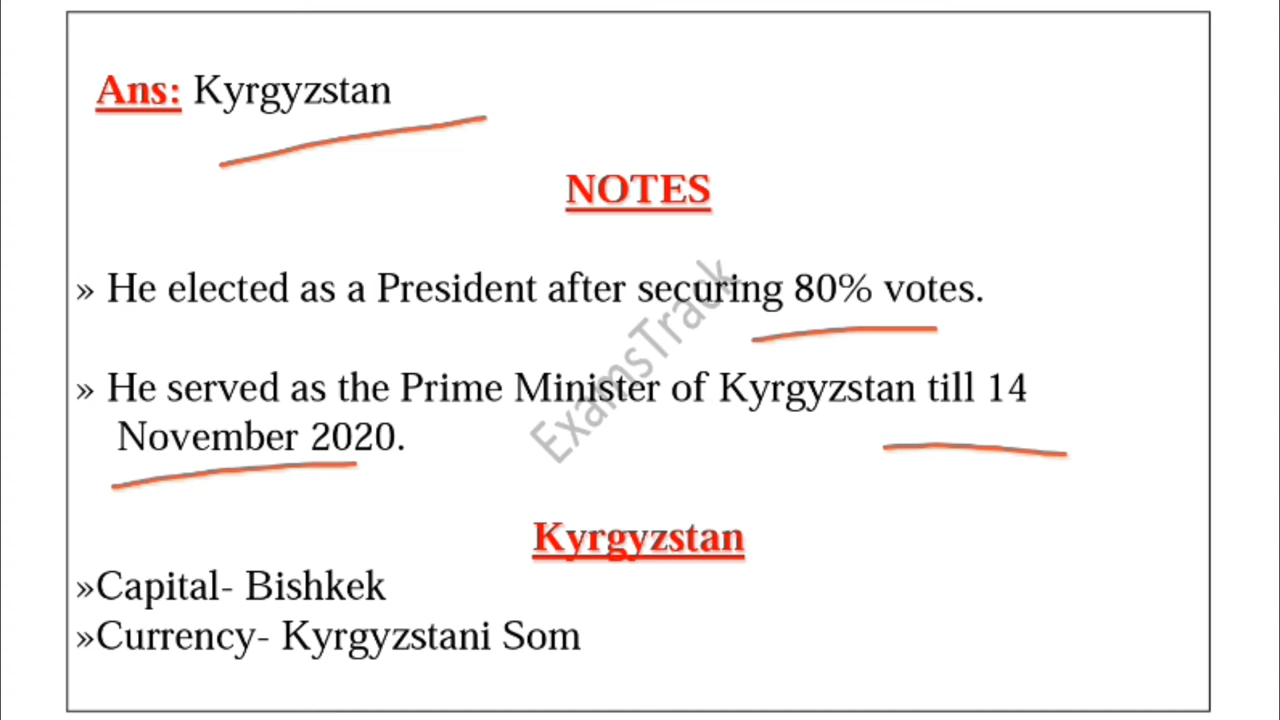 Ans: Kyrgyzstan
NOTES
» He elected as a President after securing 80% votes.
» He served as the Prime Minister of Kyrgyzstan till 14
November 2020.
ExamsTrack
Kyrgyzstan
»Capital- Bishkek
»Currency- Kyrgyzstani Som